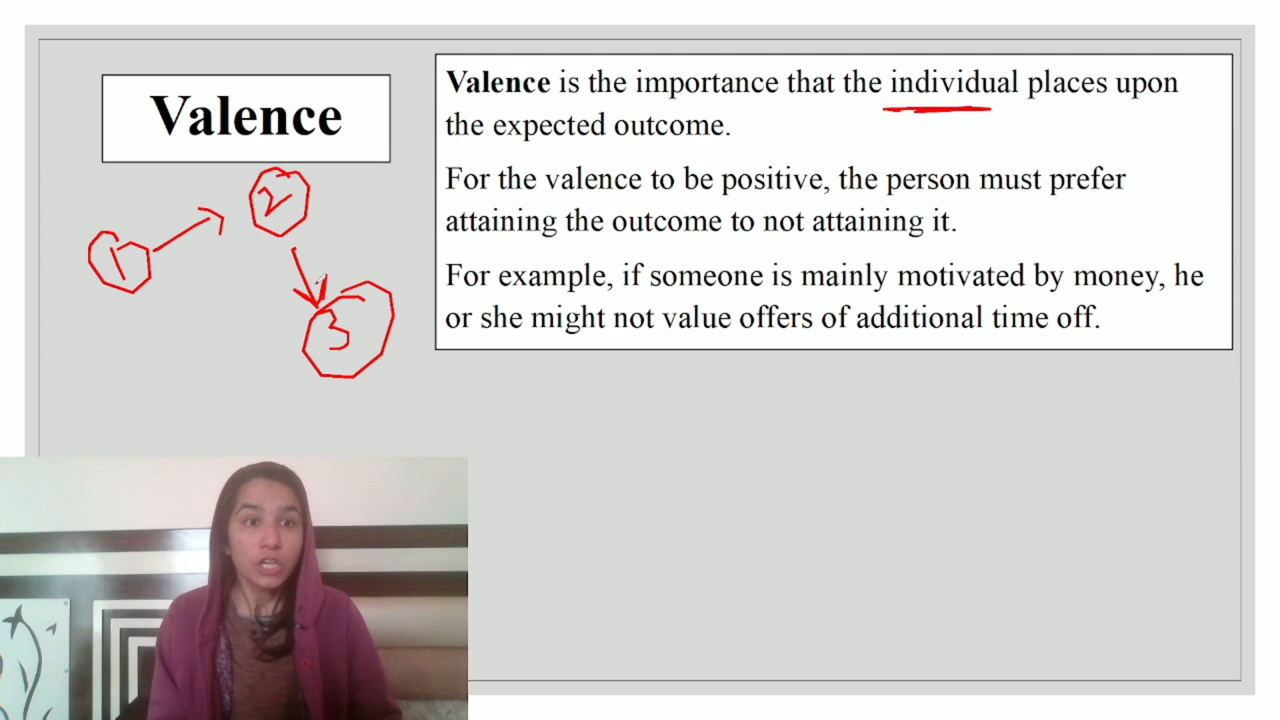 Valence
Valence is the importance that the individual places upon
the expected outcome.
For the valence to be positive, the person must prefer
attaining the outcome to not attaining it.
For example, if someone is mainly motivated by money, he
or she might not value offers of additional time off.
1
2
3